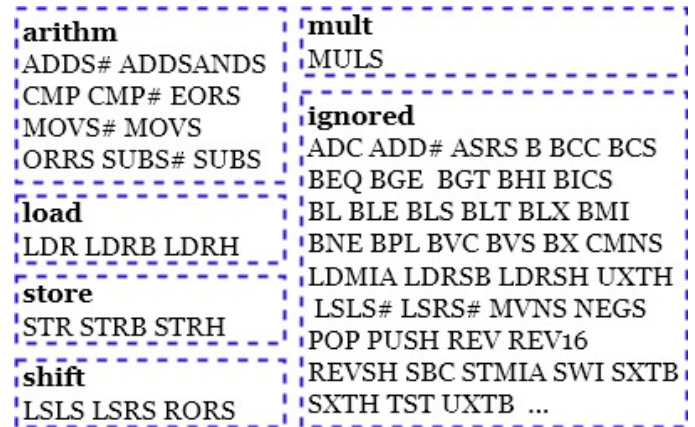 arithm
ADDS# ADDSANDS
CMP CMP# EORS
MOVS# MOVS
ORRS SUBS# SUBS
load
LDR LDRB LDRH
store
STR STRB STRH
shift
LSLS LSRS RORS
mult
MULS
ignored
ADC ADD# ASRS B BCC BCS
BEQ BGE BGT BHI BICS
BL BLE BLS BLT BLX BMI
BNE BPL BVC BVS BX CMNS
LDMIA LDRSB LDRSH UXTH
LSLS# LSRS# MVNS NEGS
POP PUSH REV REV16
REVSH SBC STMIA SWI SXTB
SXTH TST UXTB ...